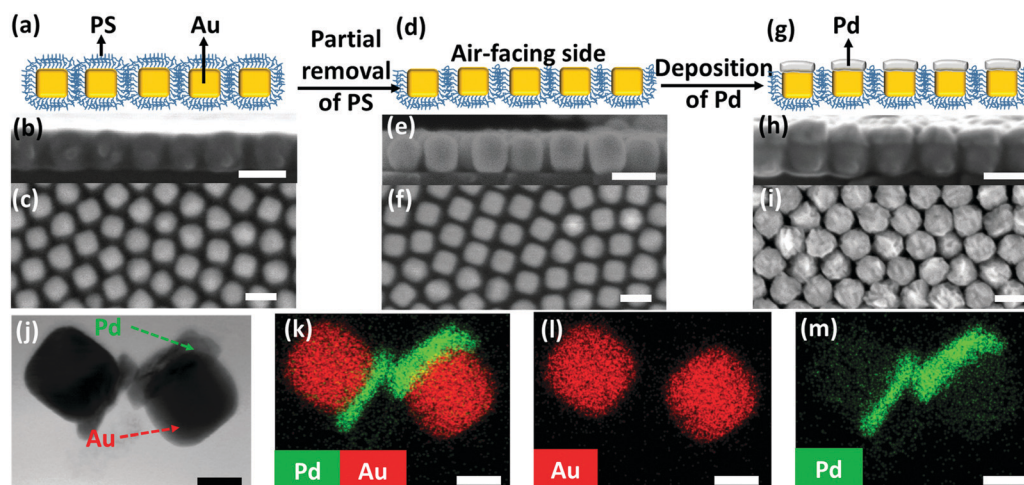 (a)
PS
Au
Partial
removal
of PS
(d)
Air-facing side
Deposition
of Pd
(g)
Pd
(b)
(e)
(h)
(c)
(f)
(i)
(j)
Pd
Au
(k)
Pd
Au
(l)
Au
(m)
Pd